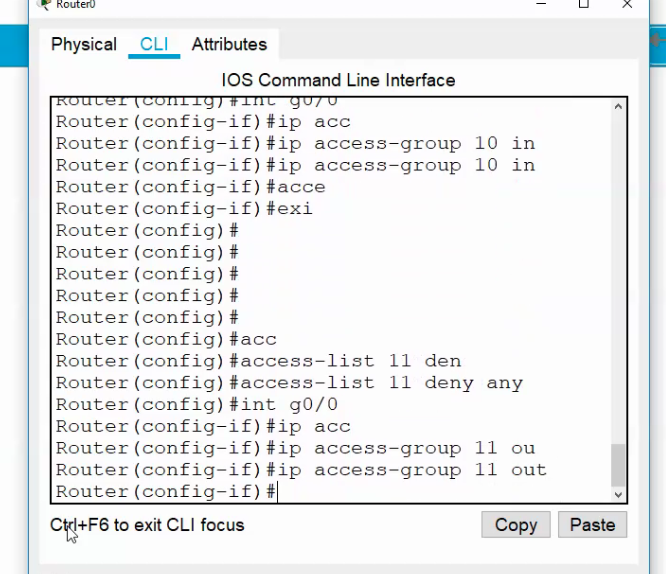 Router0
Physical CLI Attributes
IOS Command Line Interface
Router(config)#int g0/0
Router(config-if)#ip acc
Router(config-if)#ip access-group 10 in
Router(config-if)#ip access-group 10 in
Router(config-if)#acce
Router(config-if)#exi
Router(config)#
Router(config)#
Router(config)#
Router(config)#
Router(config)#
Router(config)#acc
Router(config)#access-list 11 den
Router(config)#access-list 11 deny any
Router(config)#int g0/0
Router(config-if)#ip acc
Router(config-if)#ip access-group 11 ou
Router(config-if)#ip access-group 11 out
Router(config-if)#
Ctrl+F6 to exit CLI focus
Copy Paste